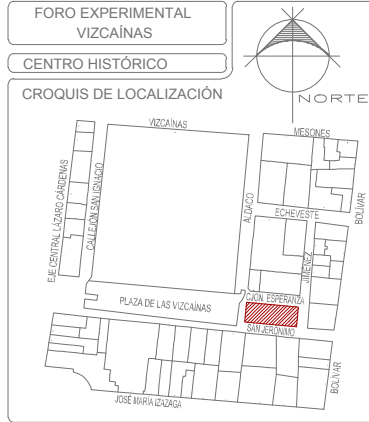 FORO EXPERIMENTAL
VIZCAÍNAS
CENTRO HISTÓRICO
CROQUIS DE LOCALIZACIÓN
NORTE
VIZCAÍNAS
MESONES
EJE CENTRAL LÁZARO CÁRDENAS
CALLEJÓN SAN IGNACIO
ALDACO
BOLÍVAR
ECHEVESTE
JIMÉNEZ
CJON. ESPERANZA
PLAZA DE LAS VIZCAÍNAS
SAN JERÓNIMO
BOLÍVAR
JOSÉ MARÍA IZAZAGA